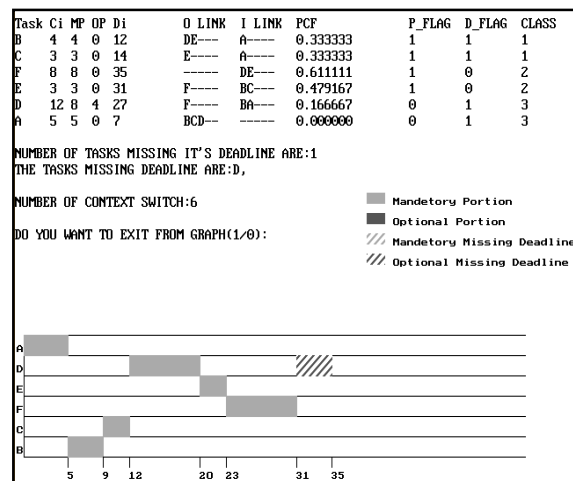 Task Ci MP OP Di O LINK I LINK PCF P_FLAG D_FLAG CLASS
B 4 4 0 12 DE--- A---- 0.333333 1 1 1
C 3 3 0 14 E---- A---- 0.333333 1 1 1
F 8 8 0 35 ----- DE--- 0.611111 1 0 2
E 3 3 0 31 F---- BC--- 0.479167 1 0 2
D 12 8 4 27 F---- BA--- 0.166667 0 1 3
A 5 5 0 7 BCD-- ----- 0.000000 0 1 3
NUMBER OF TASKS MISSING IT'S DEADLINE ARE:1
THE TASKS MISSING DEADLINE ARE:D,
NUMBER OF CONTEXT SWITCH:6
DO YOU WANT TO EXIT FROM GRAPH(1/0):
Mandetory Portion
Optional Portion
Mandetory Missing Deadline
Optional Missing Deadline
A
D
E
F
C
B
5 9 12 20 23 31 35